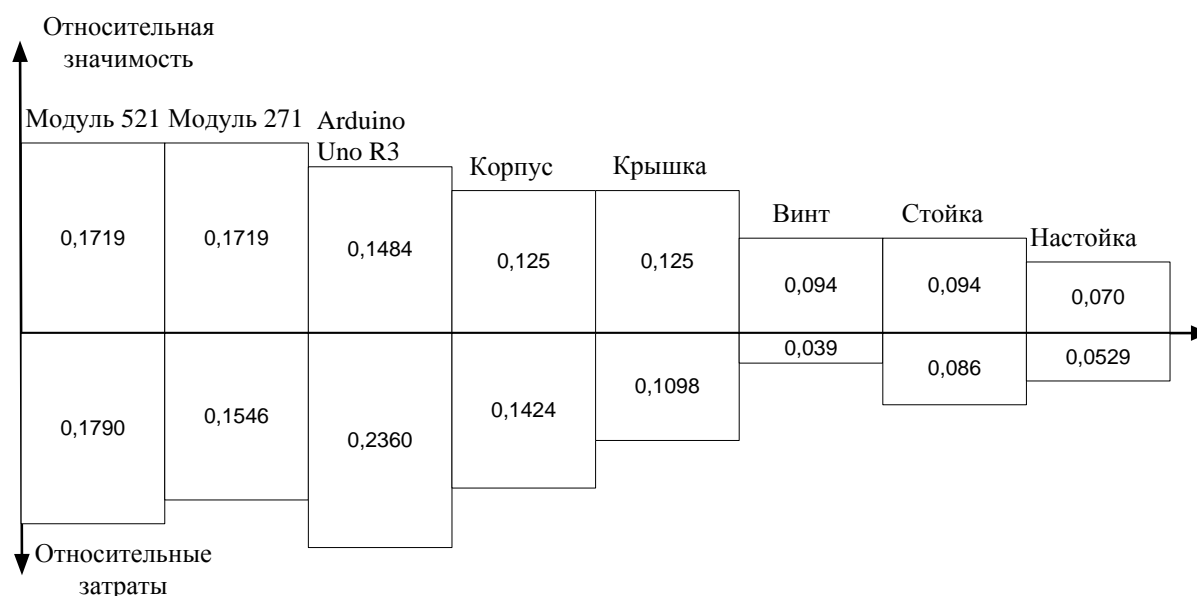 Относительная
значимость
Модуль 521 Модуль 271 Arduino
Uno R3
Корпус
Крышка
Винт
Стойка
Настойка
0,1719
0,1719
0,1484
0,125
0,125
0,094
0,094
0,070
0,1790
0,1546
0,2360
0,1424
0,1098
0,039
0,086
0,0529
Относительные
затраты